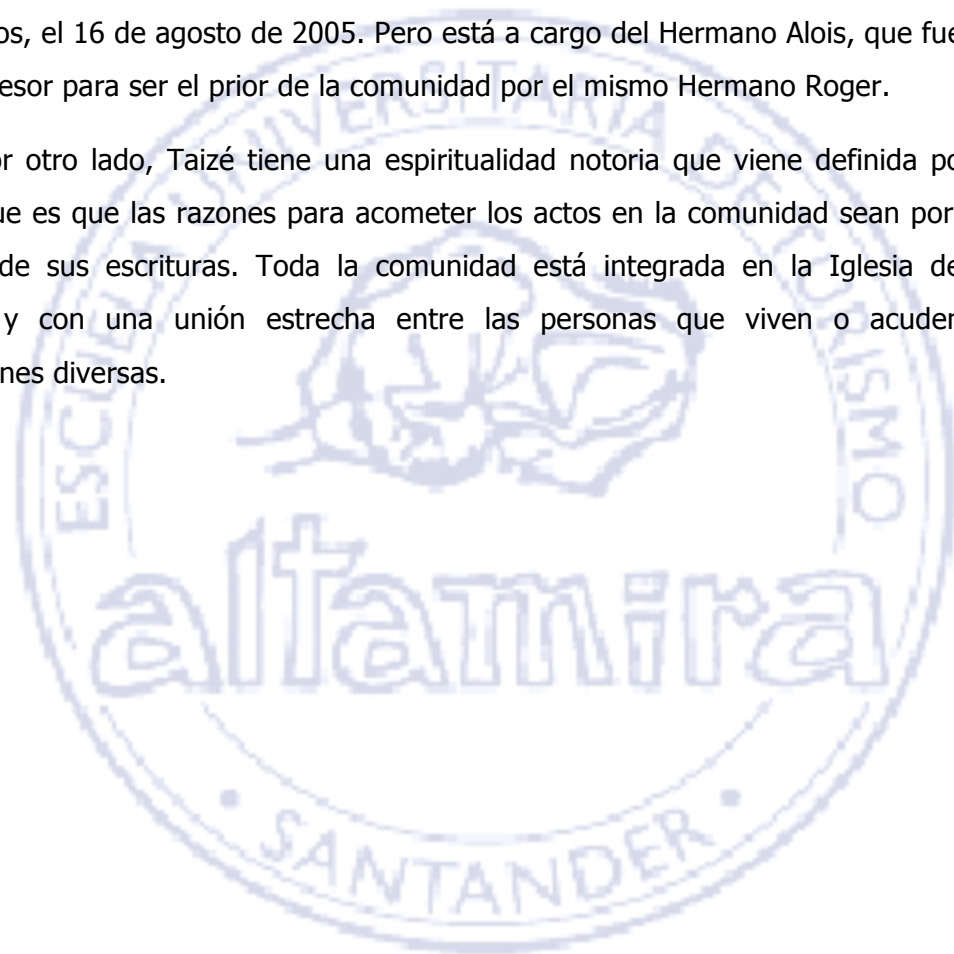 os, el 16 de agosto de 2005. Pero está a cargo del Hermano Alois, que fue
esor para ser el prior de la comunidad por el mismo Hermano Roger.
or otro lado, Taizé tiene una espiritualidad notoria que viene definida po
ue es que las razones para acometer los actos en la comunidad sean por
de sus escrituras. Toda la comunidad está integrada en la Iglesia de
y con una unión estrecha entre las personas que viven o acuden
nes diversas.
ESCUELA UNIVERSITARIA DE TURISMO
altamira
• SANTANDER •